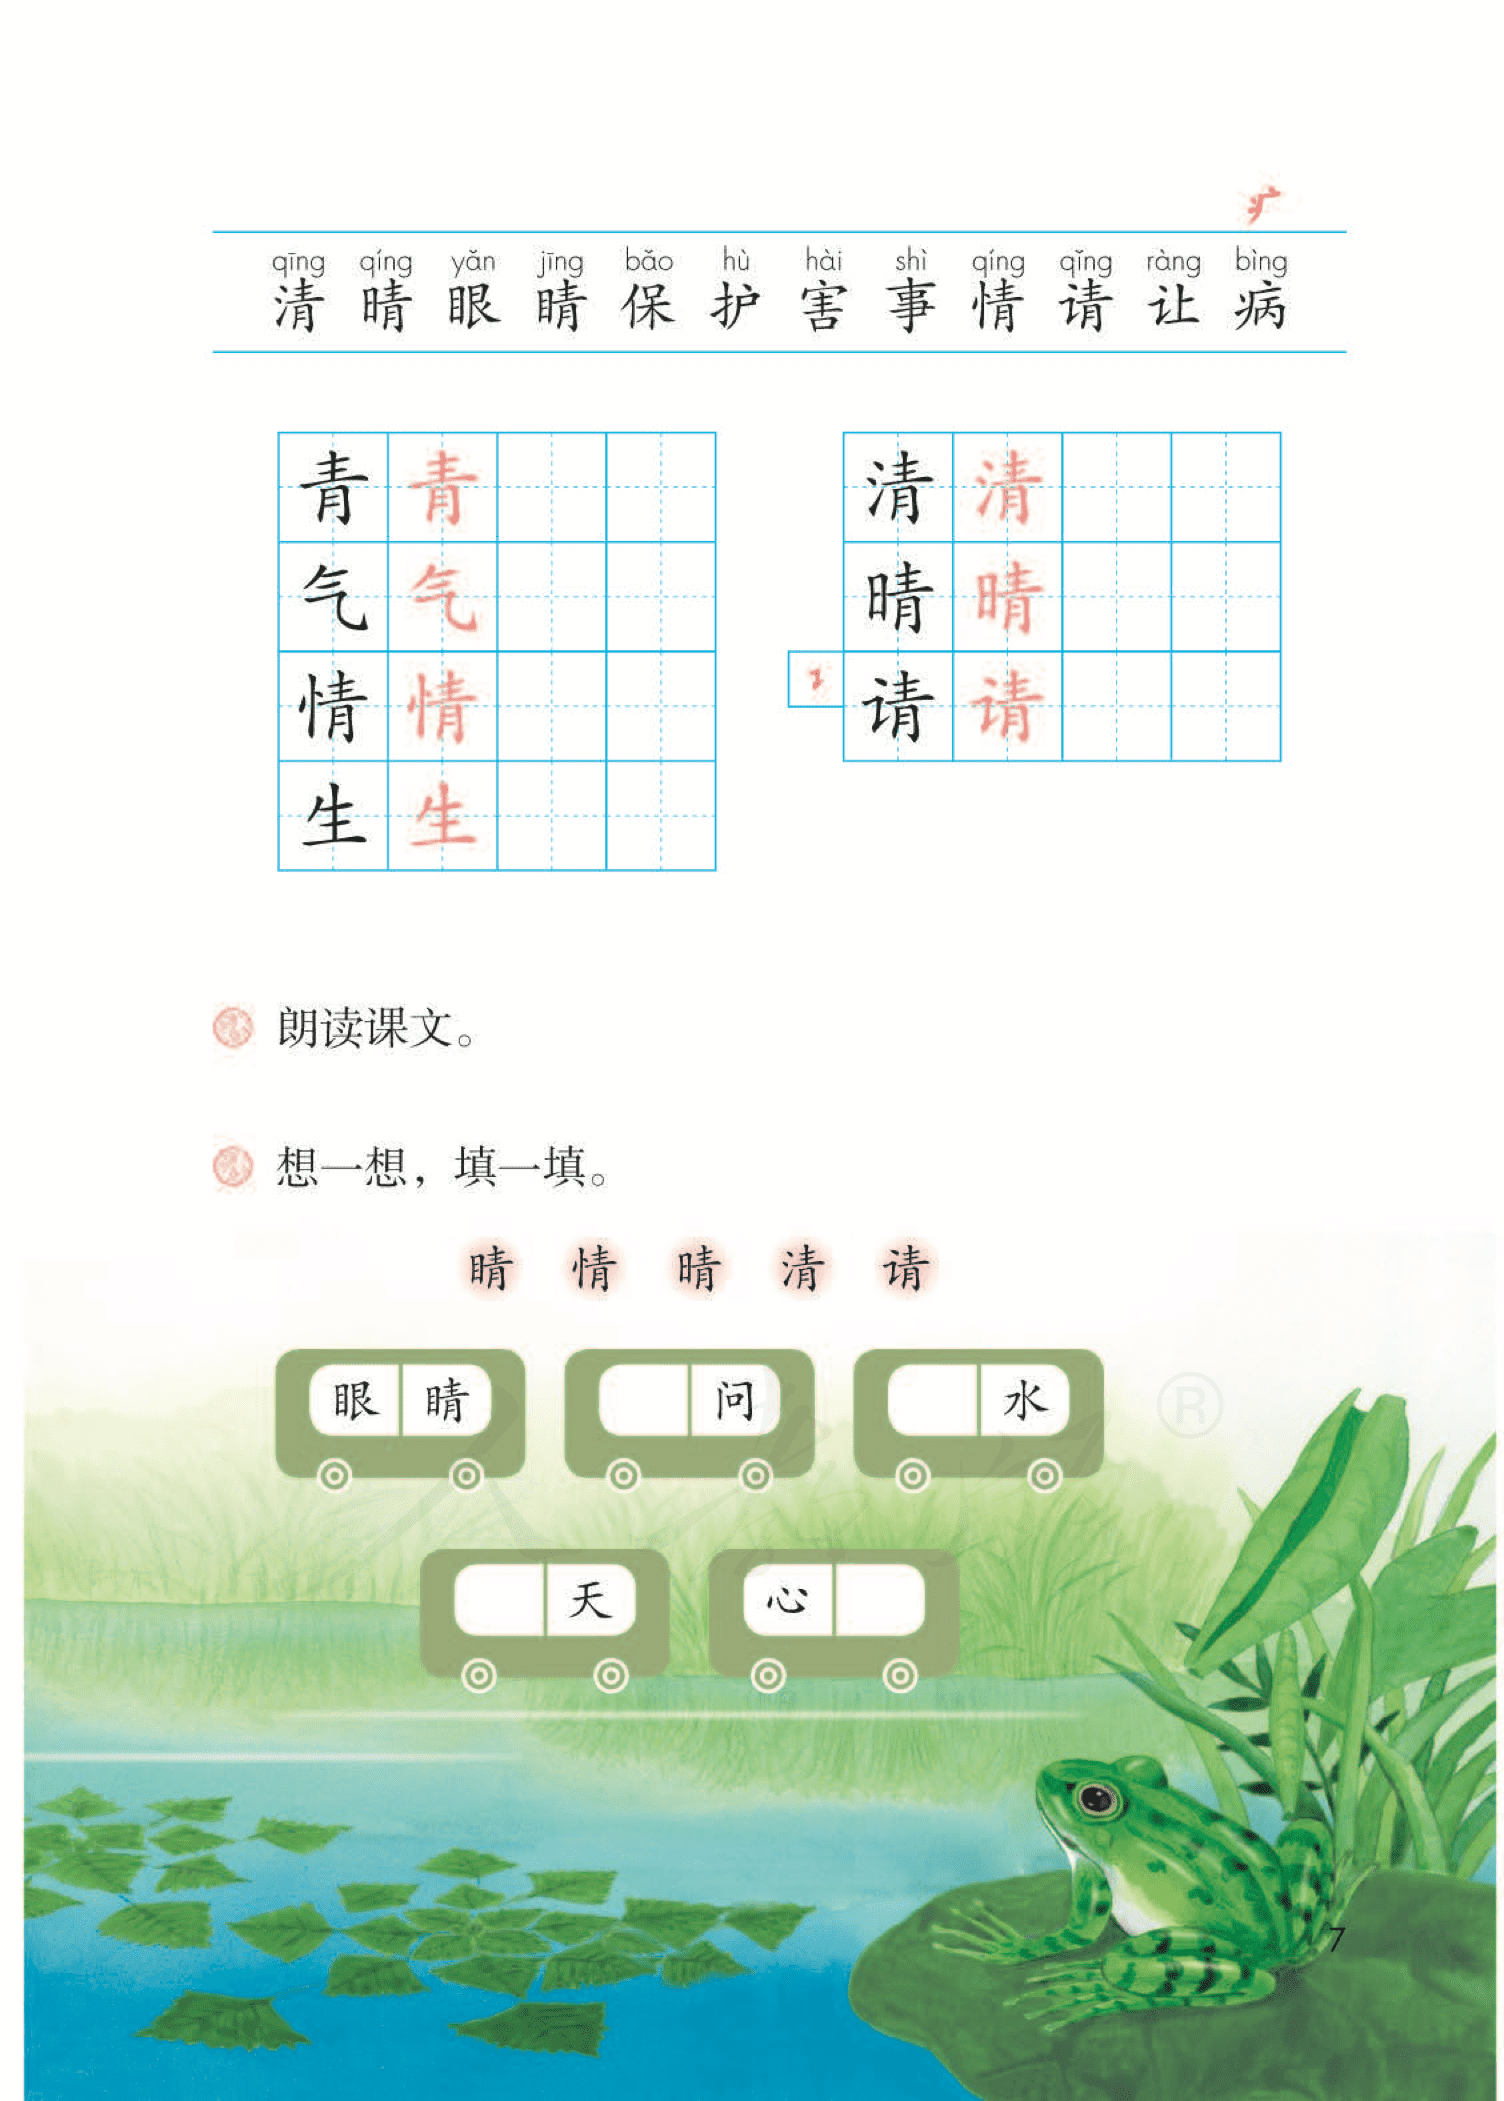 疒
qīng qíng yǎn jīng bǎo hù hài shì qíng qǐng ràng bìng
清 晴 眼 睛 保 护 害 事 情 请 让 病
青 青 清 清
气 气 晴 晴
情 情 讠 请 请
生 生
朗读课文。
想一想，填一填。
睛 情 晴 清 请
眼 睛 问 水
天 心
®
7